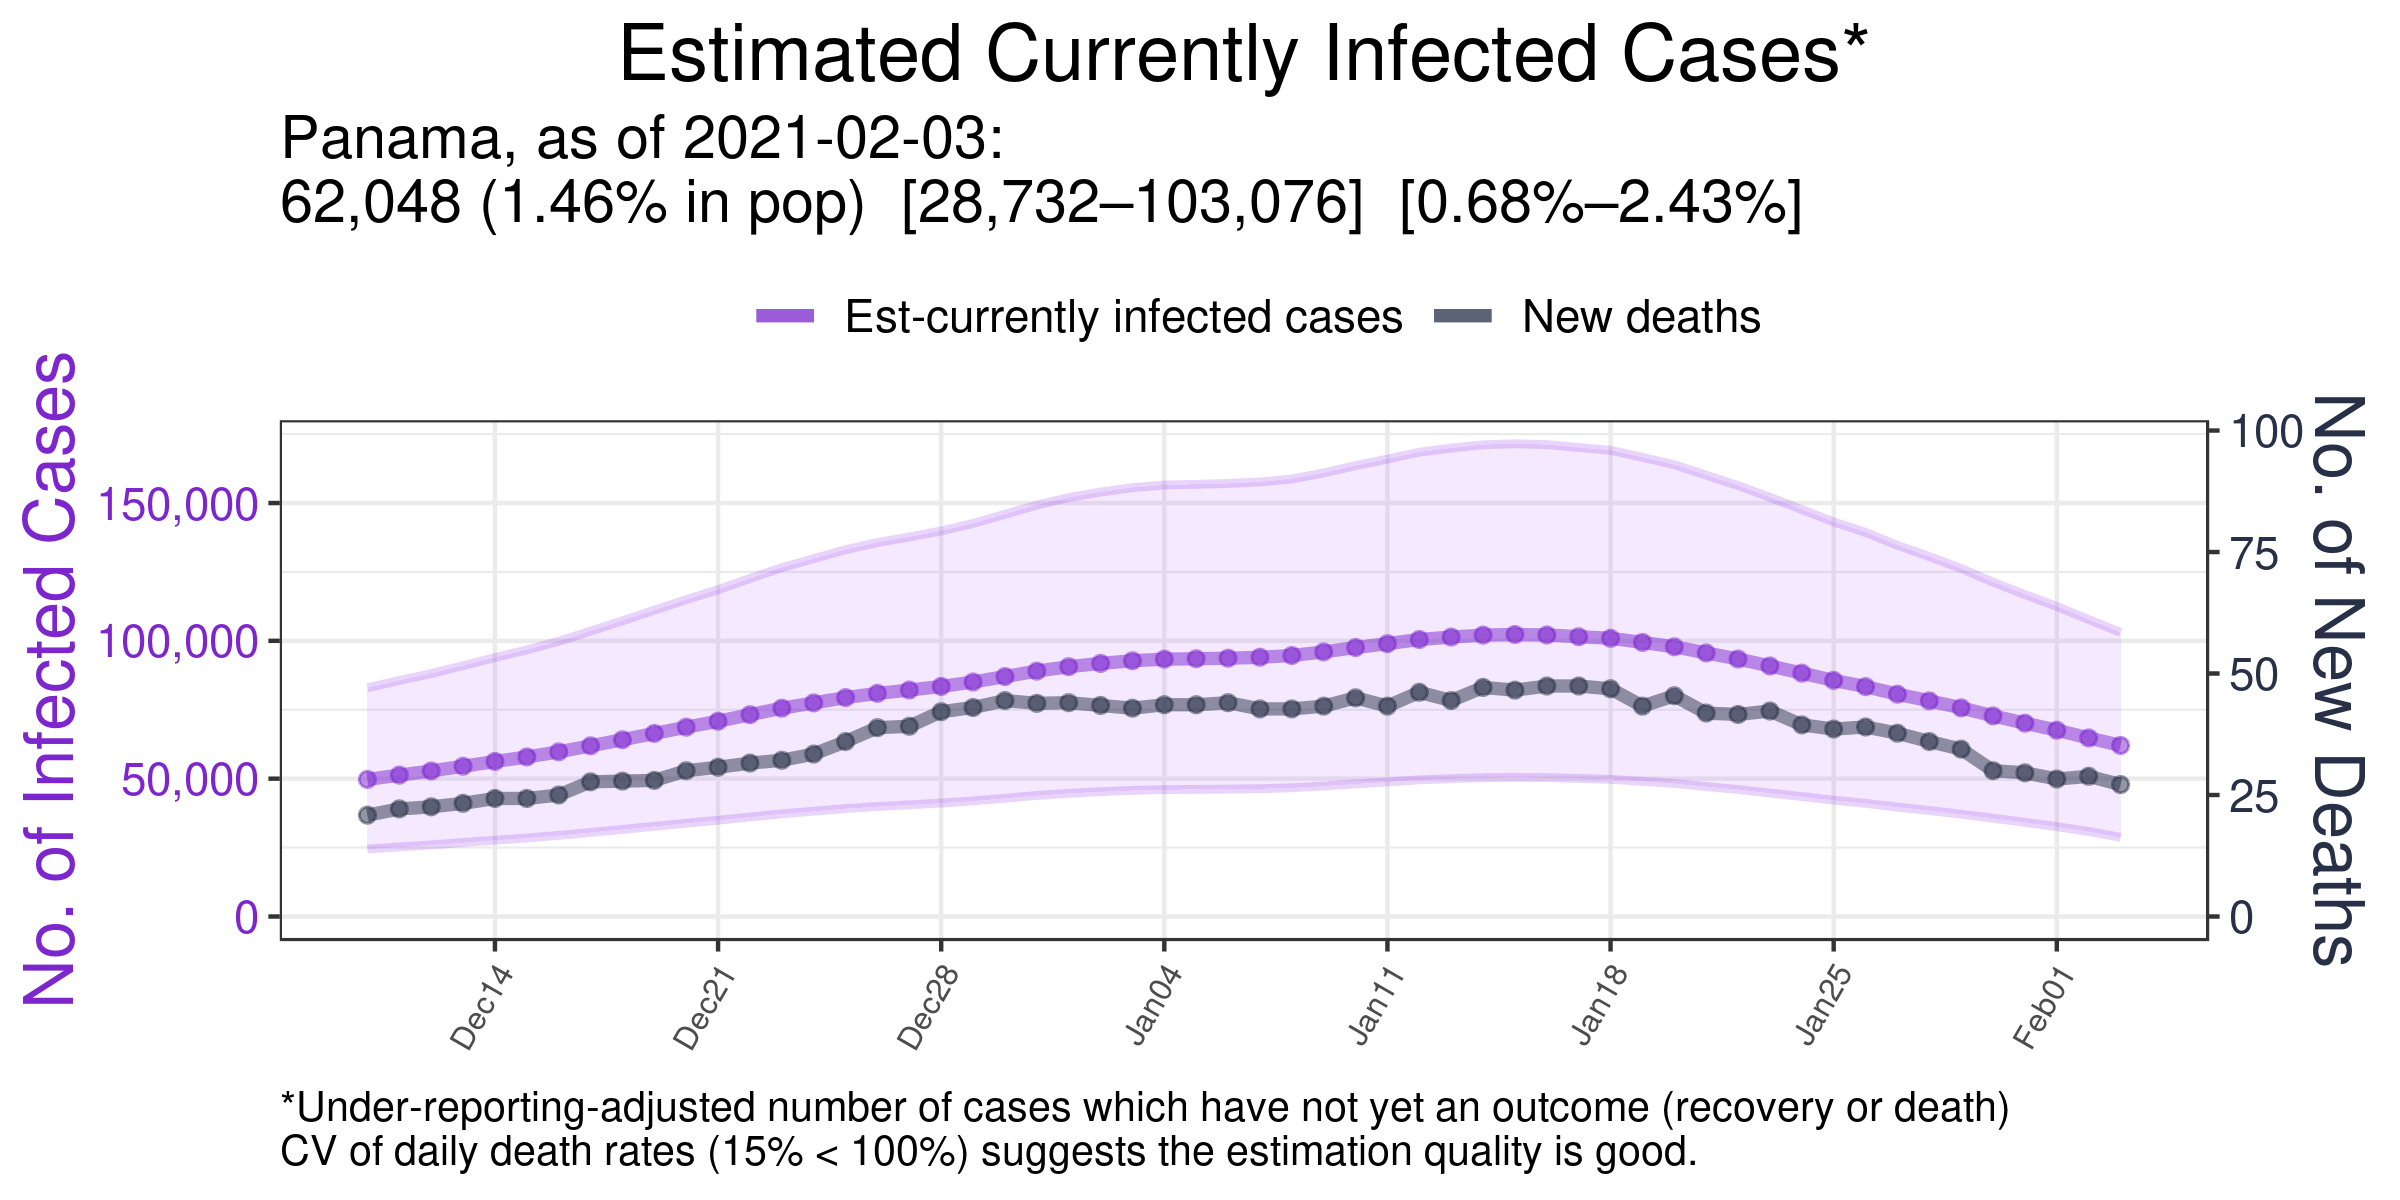 Estimated Currently Infected Cases*
Panama, as of 2021-02-03:
62,048 (1.46% in pop)  [28,732–103,076]  [0.68%–2.43%]
Est-currently infected cases
New deaths
No. of Infected Cases
150,000
100,000
50,000
0
100
75
50
25
0
No. of New Deaths
Dec14
Dec21
Dec28
Jan04
Jan11
Jan18
Jan25
Feb01
*Under-reporting-adjusted number of cases which have not yet an outcome (recovery or death)
CV of daily death rates (15% < 100%) suggests the estimation quality is good.